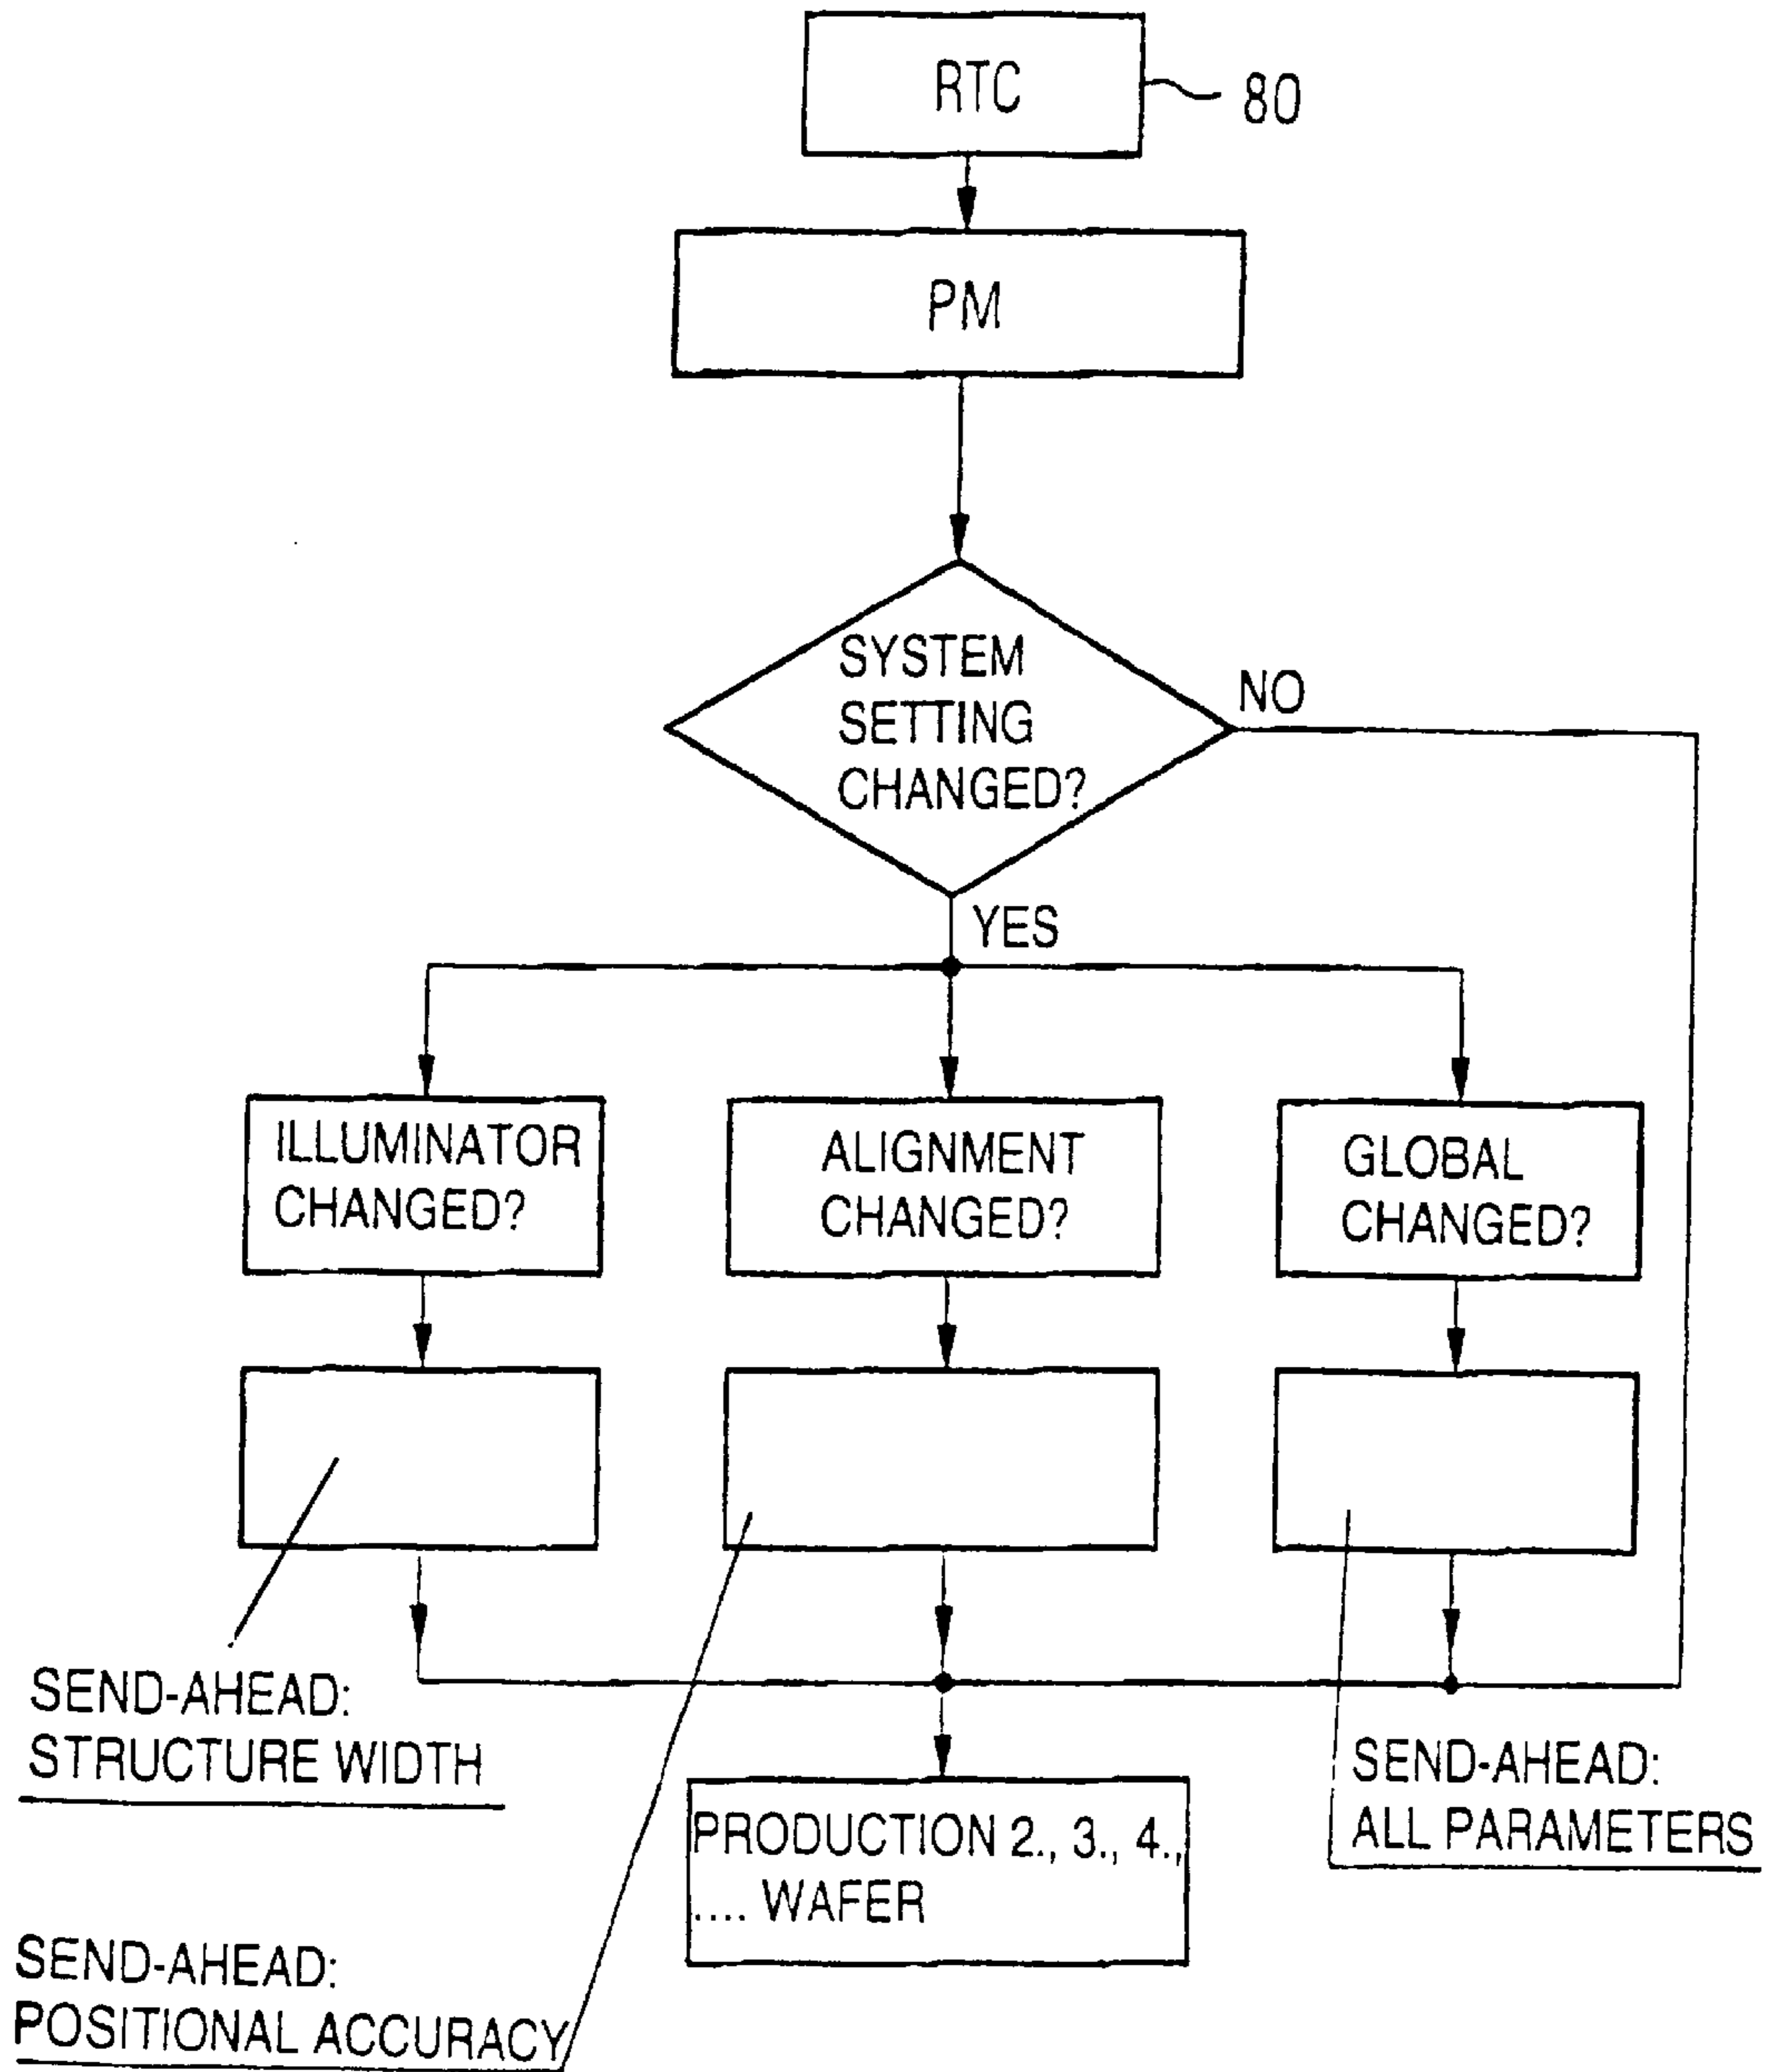 RTC
80
PM
SYSTEM
SETTING
CHANGED?
NO
YES
ILLUMINATOR
CHANGED?
ALIGNMENT
CHANGED?
GLOBAL
CHANGED?
SEND-AHEAD:
STRUCTURE WIDTH
SEND-AHEAD:
ALL PARAMETERS
PRODUCTION 2., 3., 4.,
.... WAFER
SEND-AHEAD:
POSITIONAL ACCURACY